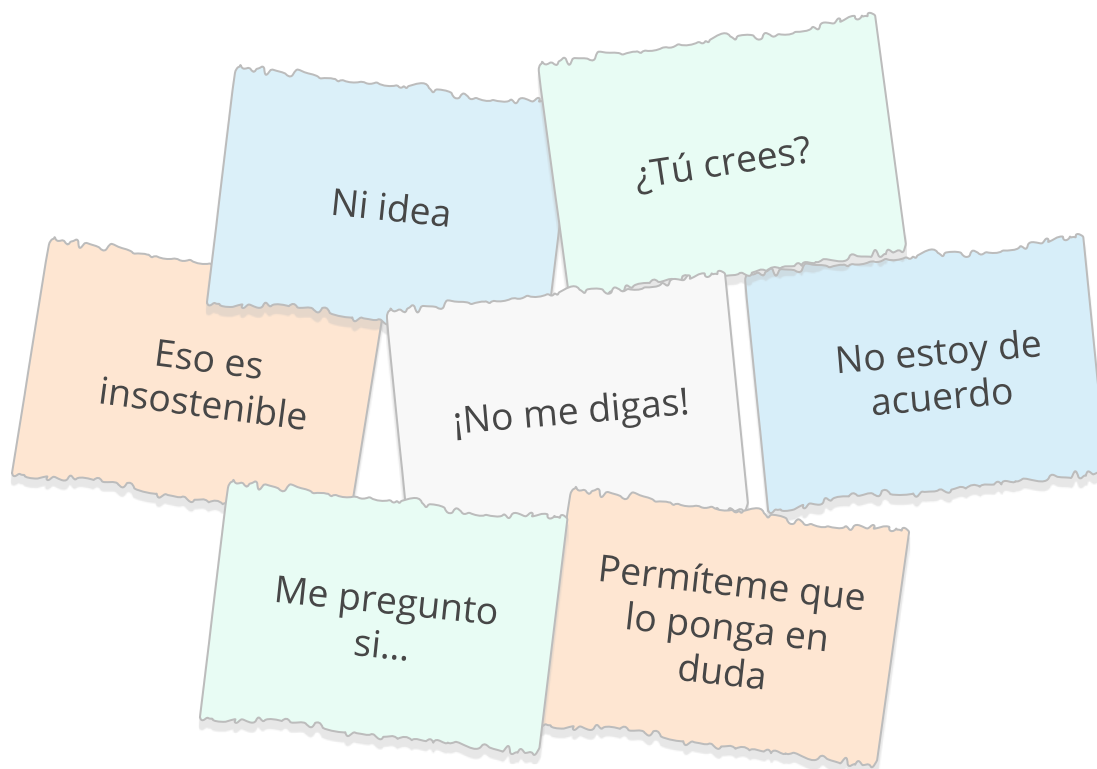 ¿Tú crees?
Ni idea
Eso es
insostenible
¡No me digas!
No estoy de
acuerdo
Me pregunto
si...
Permíteme que
lo ponga en
duda